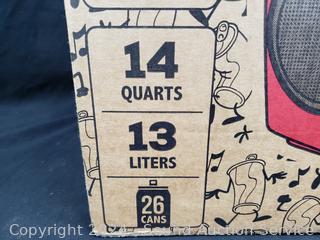 14
QUARTS
13
LITERS
26
CANS
Copyright 2024 Sound Auction Service